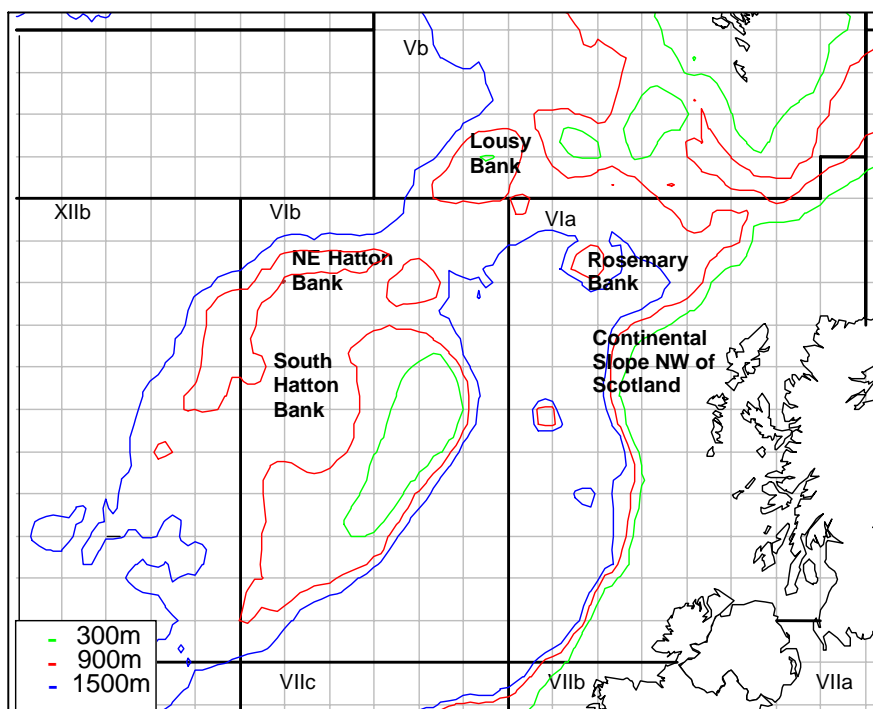 Vb
Lousy
Bank
XIIb
VIb
VIa
NE Hatton
Bank
Rosemary
Bank
Continental
Slope NW of
Scotland
South
Hatton
Bank
300m
900m
1500m
VIIc
VIIb
VIIa